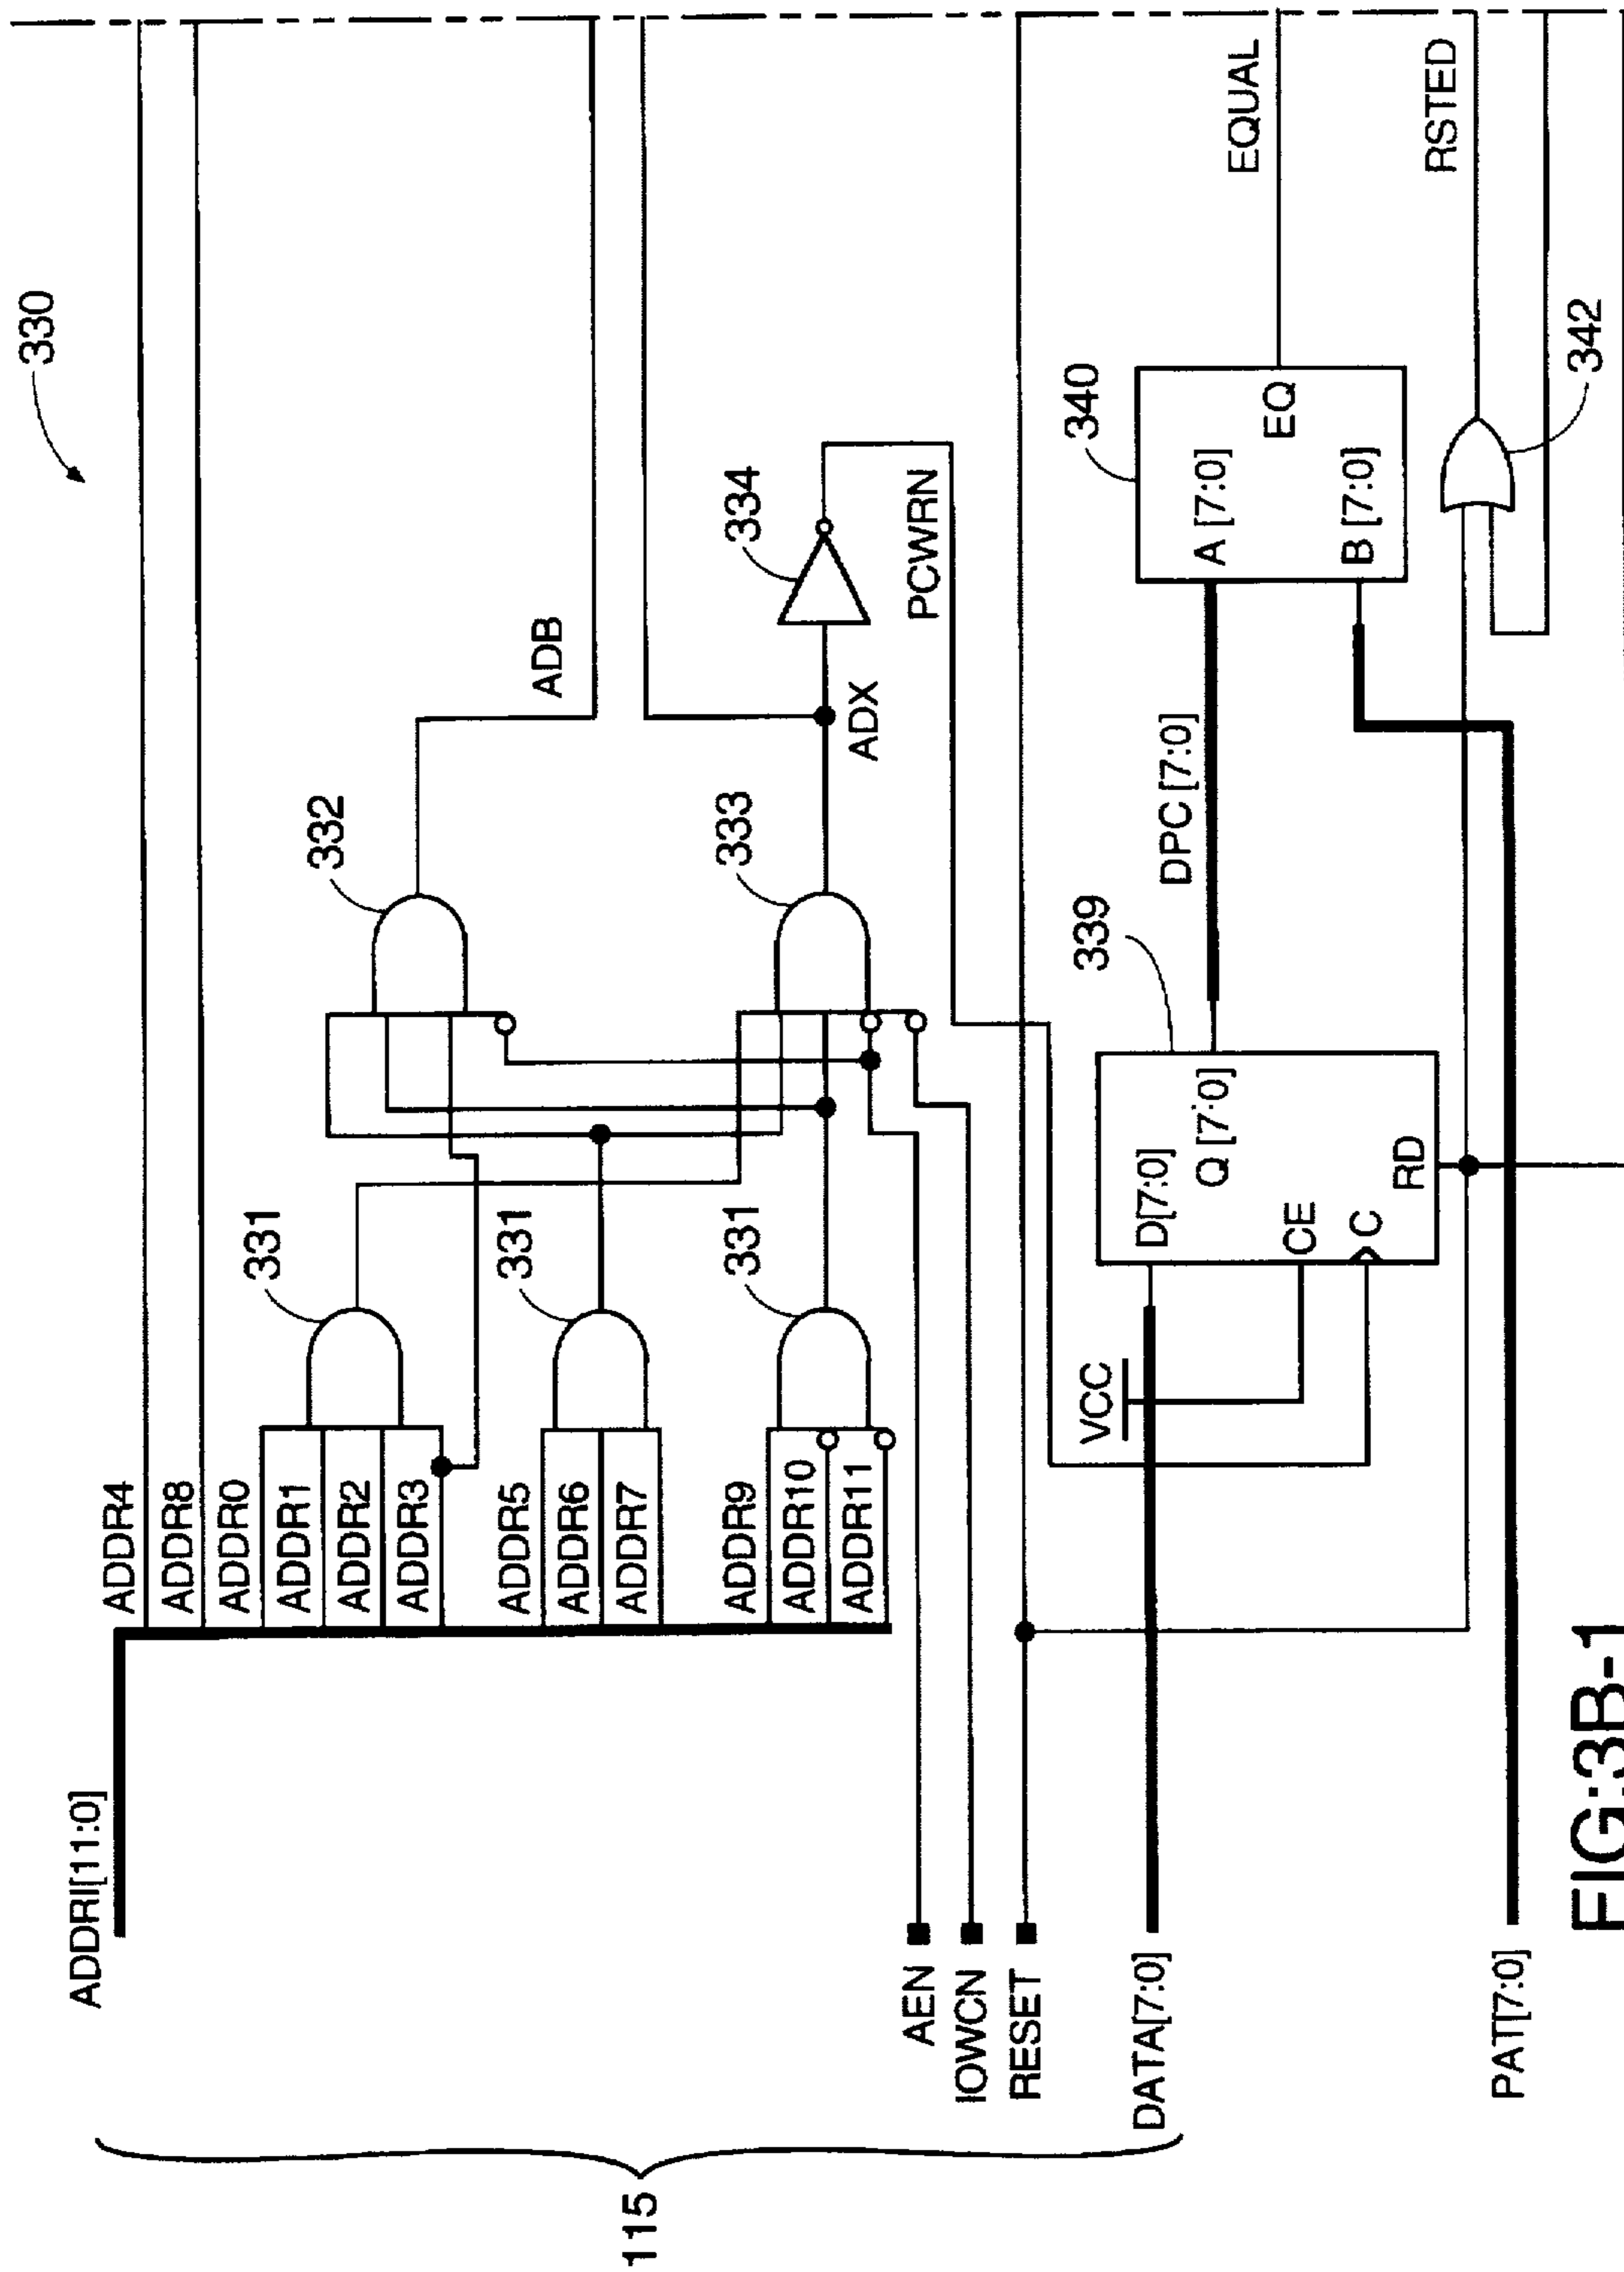 330
ADDRI[11:0]
ADDR4
ADDR8
ADDR0
ADDR1
ADDR2
ADDR3
ADDR5
ADDR6
ADDR7
ADDR9
ADDR10
ADDR11
331
331
331
332
ADB
333
ADX
334
PCWRN
115
AEN
IOWCN
RESET
DATA[7:0]
VCC
D[7:0]
Q [7:0]
CE
C
RD
339
DPC [7:0]
340
A [7:0]
EQ
B [7:0]
EQUAL
RSTED
342
PAT[7:0]
FIG:3B-1